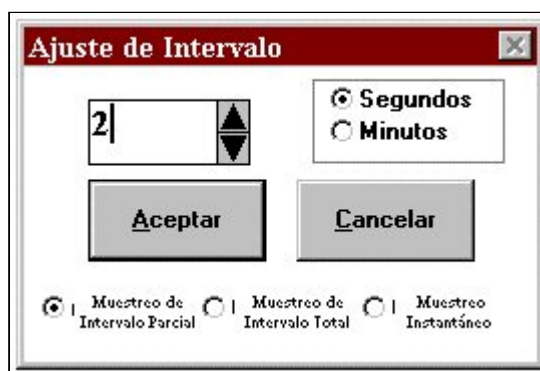 Ajuste de Intervalo
2
Segundos
Minutos
Aceptar
Cancelar
Muestreo de Intervalo Parcial
Muestreo de Intervalo Total
Muestreo Instantáneo